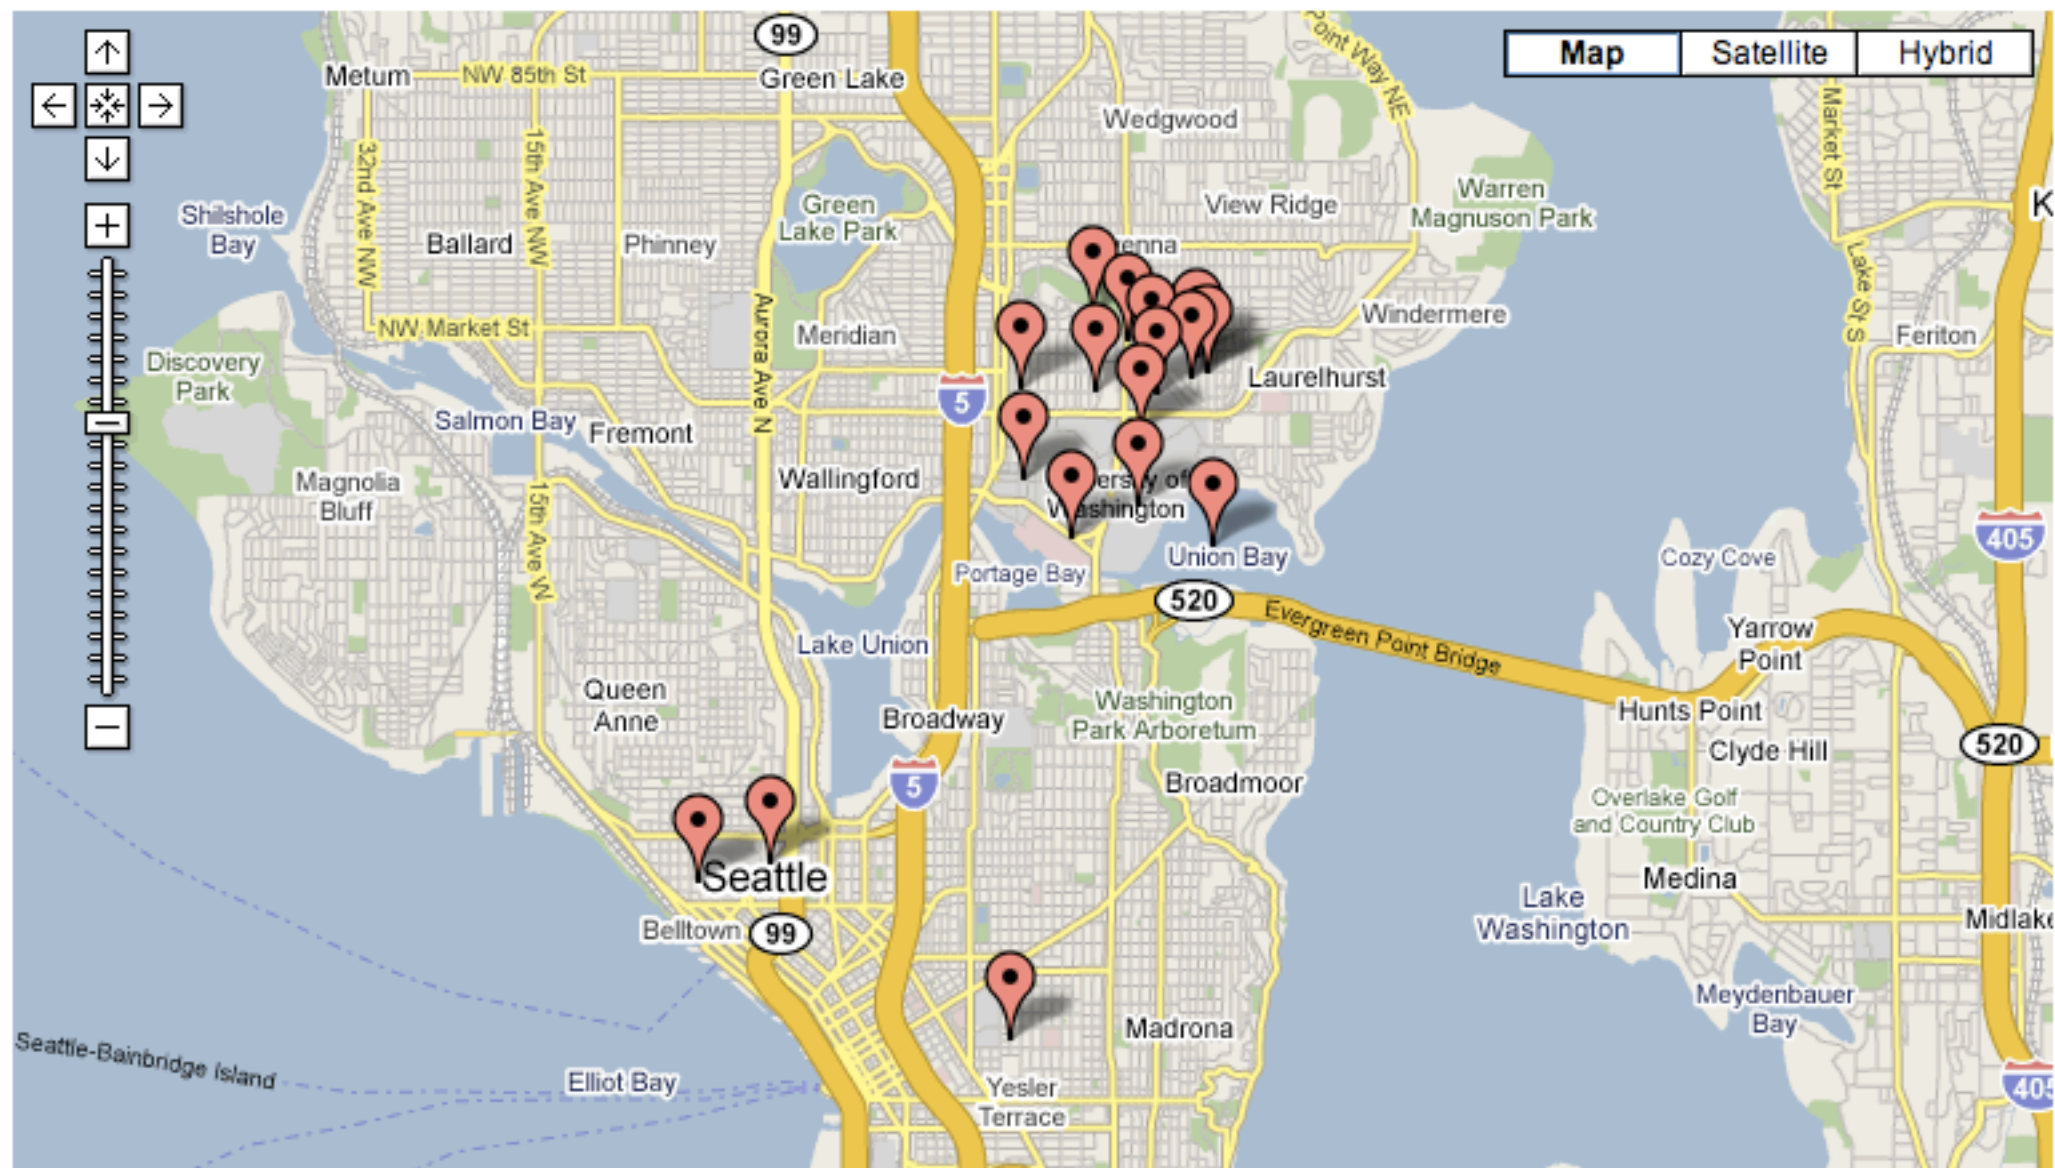 99
Map
Satellite
Hybrid
Point Way NE
Metum
NW 85th St
Green Lake
Wedgwood
Market St
32nd Ave NW
15th Ave NW
Shilshole
Bay
Green
Lake Park
View Ridge
Warren
Magnuson Park
K
Ballard
Phinney
enna
Lake St S
Aurora Ave N
NW Market St
Meridian
Windermere
Feriton
Discovery
Park
Laurelhurst
5
Salmon Bay
Fremont
Magnolia
Bluff
Wallingford
ersity of
Washington
15th Ave W
405
Portage Bay
Union Bay
Cozy Cove
520
Evergreen Point Bridge
Yarrow
Point
Lake Union
Queen
Anne
Broadway
Washington
Park Arboretum
Hunts Point
Clyde Hill
520
5
Broadmoor
Overlake Golf
and Country Club
Seattle
Medina
Belltown
99
Lake
Washington
Midlake
Meydenbauer
Bay
Madrona
Seattle-Bainbridge Island
Elliot Bay
Yesler
Terrace
405